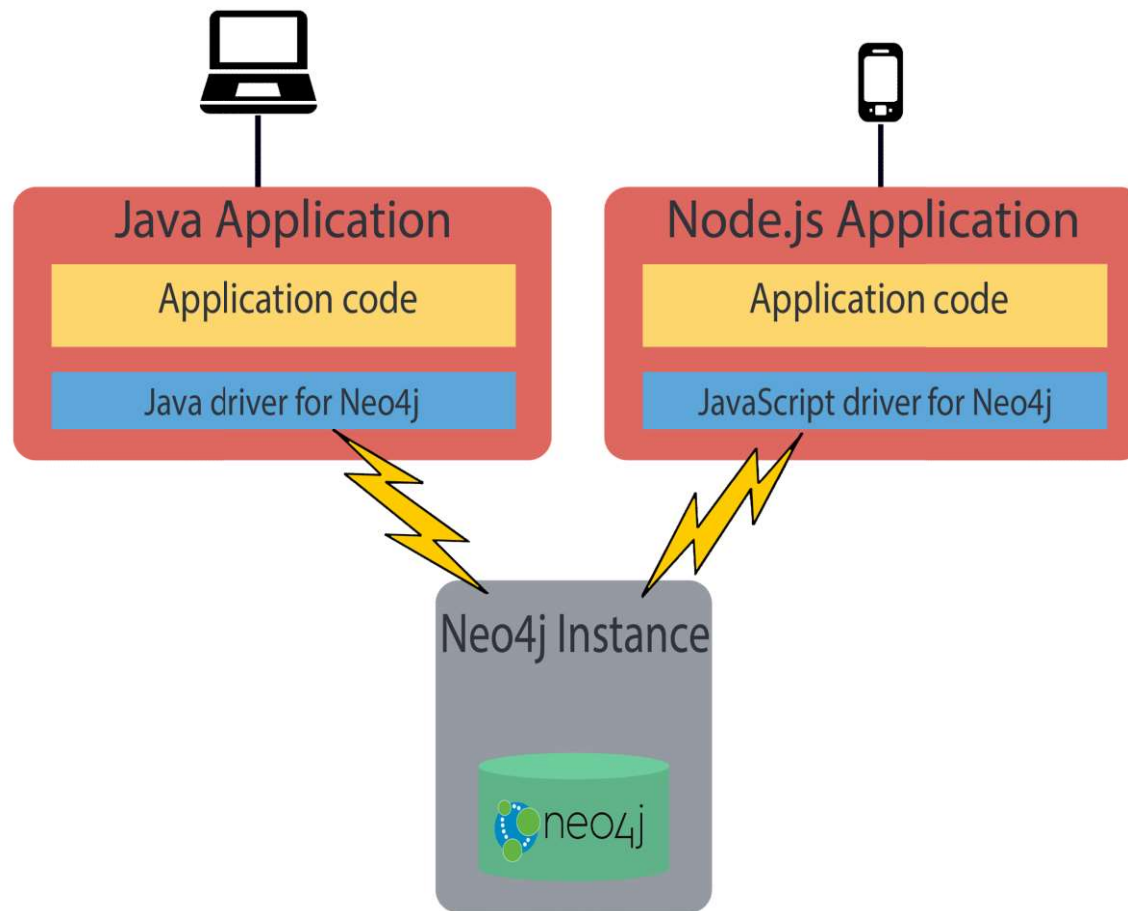 Java Application
Application code
Java driver for Neo4j
Node.js Application
Application code
JavaScript driver for Neo4j
Neo4j Instance
neo4j